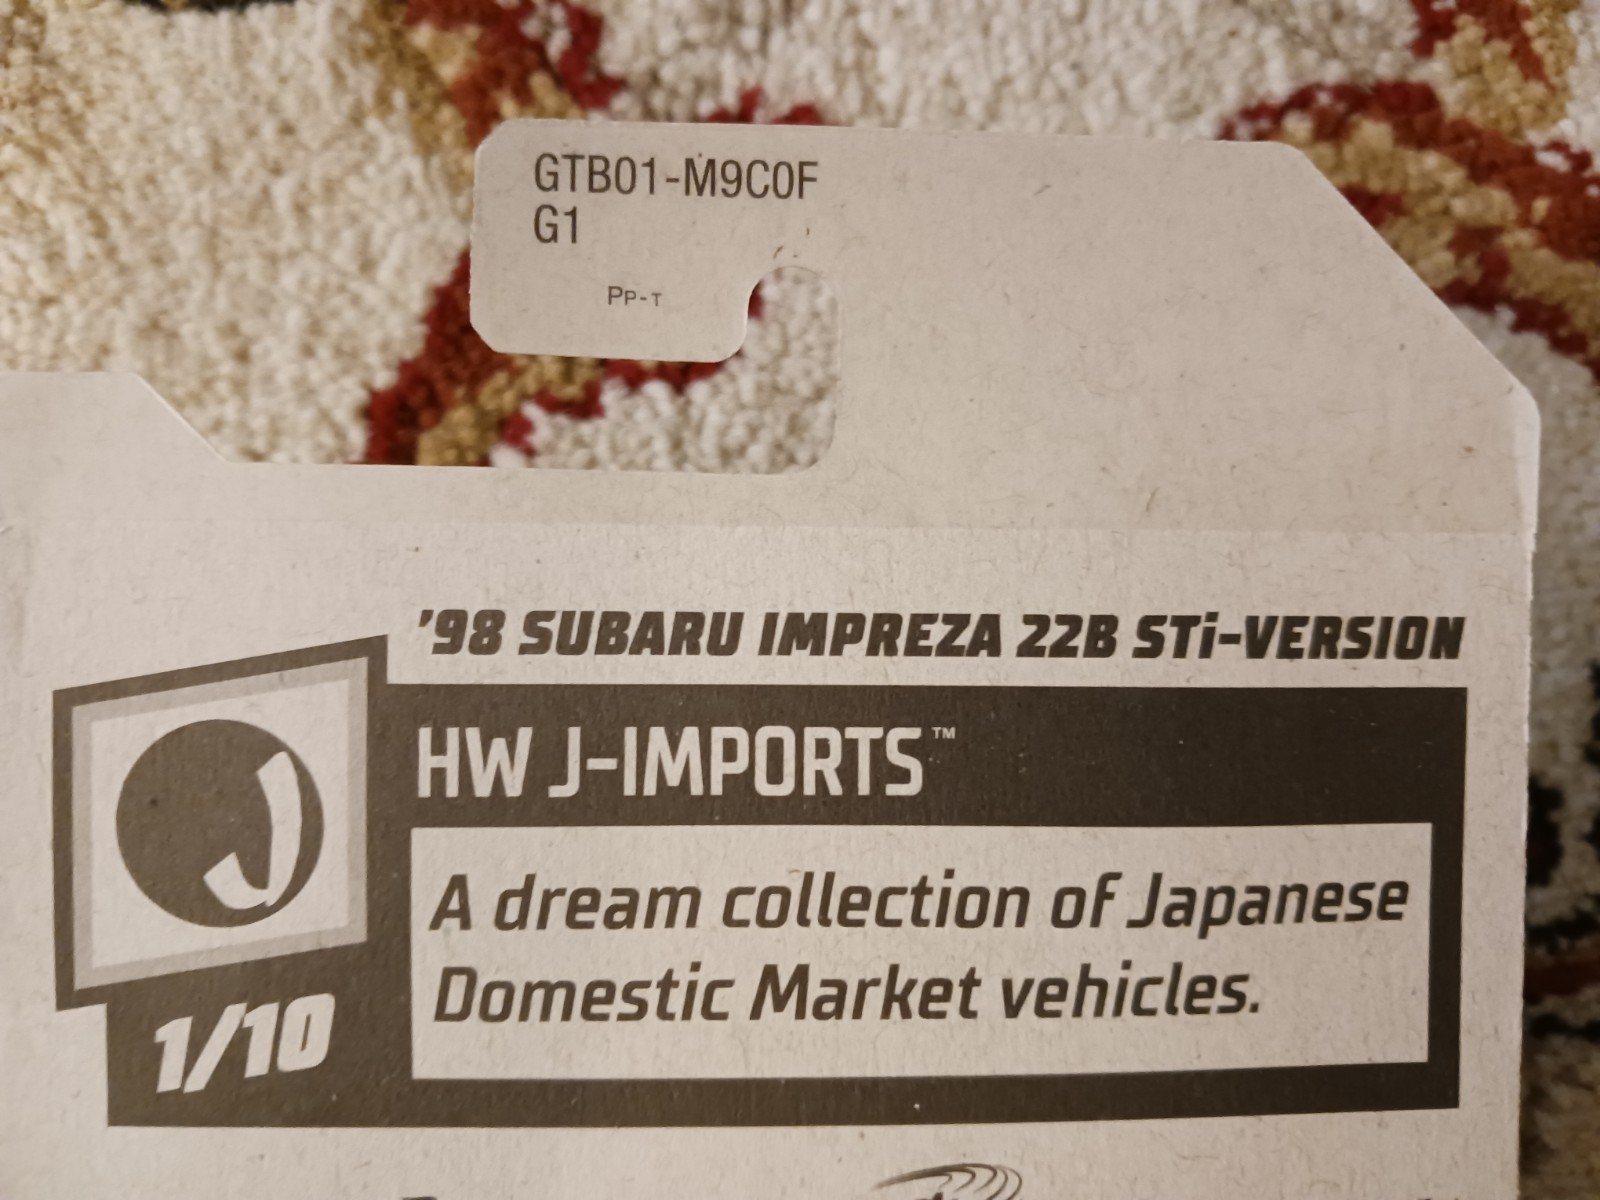 GTB01-M9C0F
G1
PP-T
'98 SUBARU IMPREZA 22B STi-VERSION
HW J-IMPORTS™
J
A dream collection of Japanese
Domestic Market vehicles.
1/10